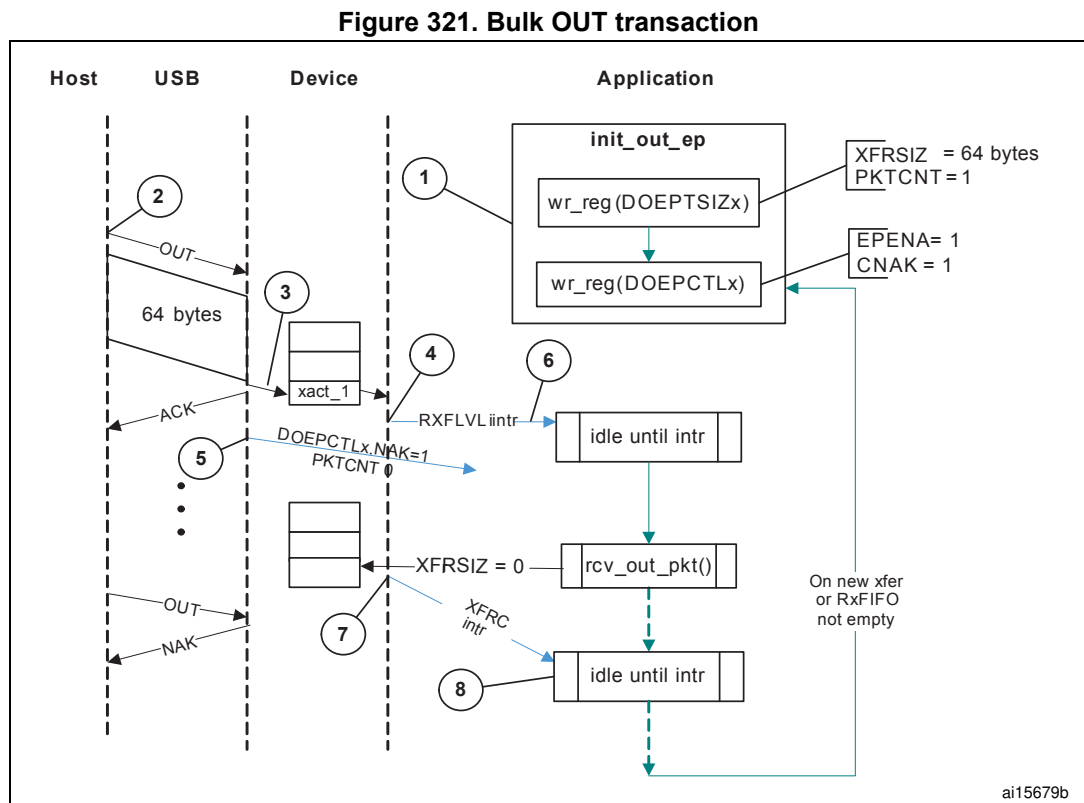 Figure 321. Bulk OUT transaction
Host USB Device Application
init_out_ep
XFRSIZ = 64 bytes
PKTCNT = 1
1
wr_reg(DOEPTSIZx)
2
OUT
EPENA= 1
CNAK = 1
wr_reg(DOEPCTLx)
3
64 bytes
4
6
xact_1
ACK
RXFLVL iintr
idle until intr
DOEPCTLx.NAK=1
PKTCNT 0
5
XFRSIZ = 0
rcv_out_pkt()
On new xfer
or RxFIFO
not empty
OUT
XFRC
intr
7
NAK
8
idle until intr
ai15679b